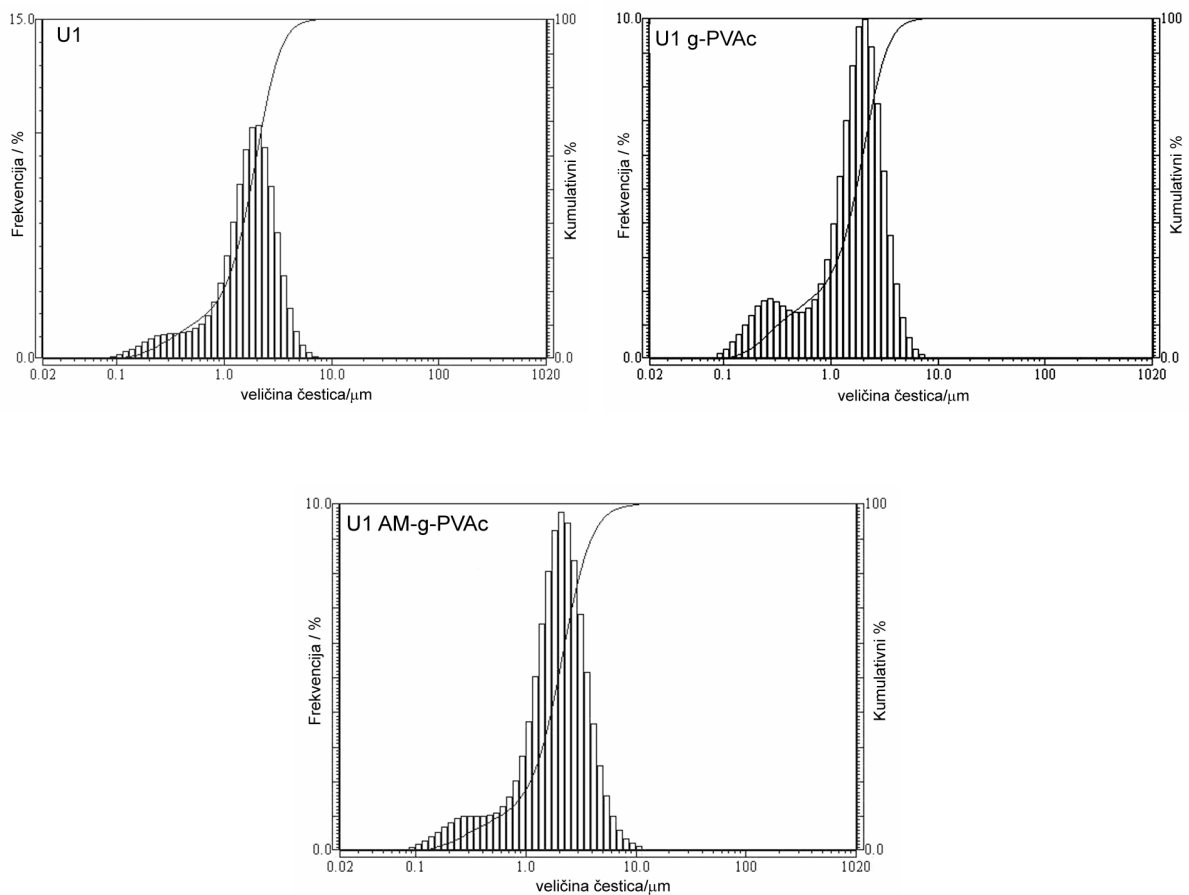 U1
15.0
0.0
100
0.0
Frekvencija / %
Kumulativni %
0.02 0.1 1.0 10.0 100 1020
veličina čestica/μm
U1 g-PVAc
10.0
0.0
100
0.0
Frekvencija / %
Kumulativni %
0.02 0.1 1.0 10.0 100 1020
veličina čestica/μm
U1 AM-g-PVAc
10.0
0.0
100
0.0
Frekvencija / %
Kumulativni %
0.02 0.1 1.0 10.0 100 1020
veličina čestica/μm